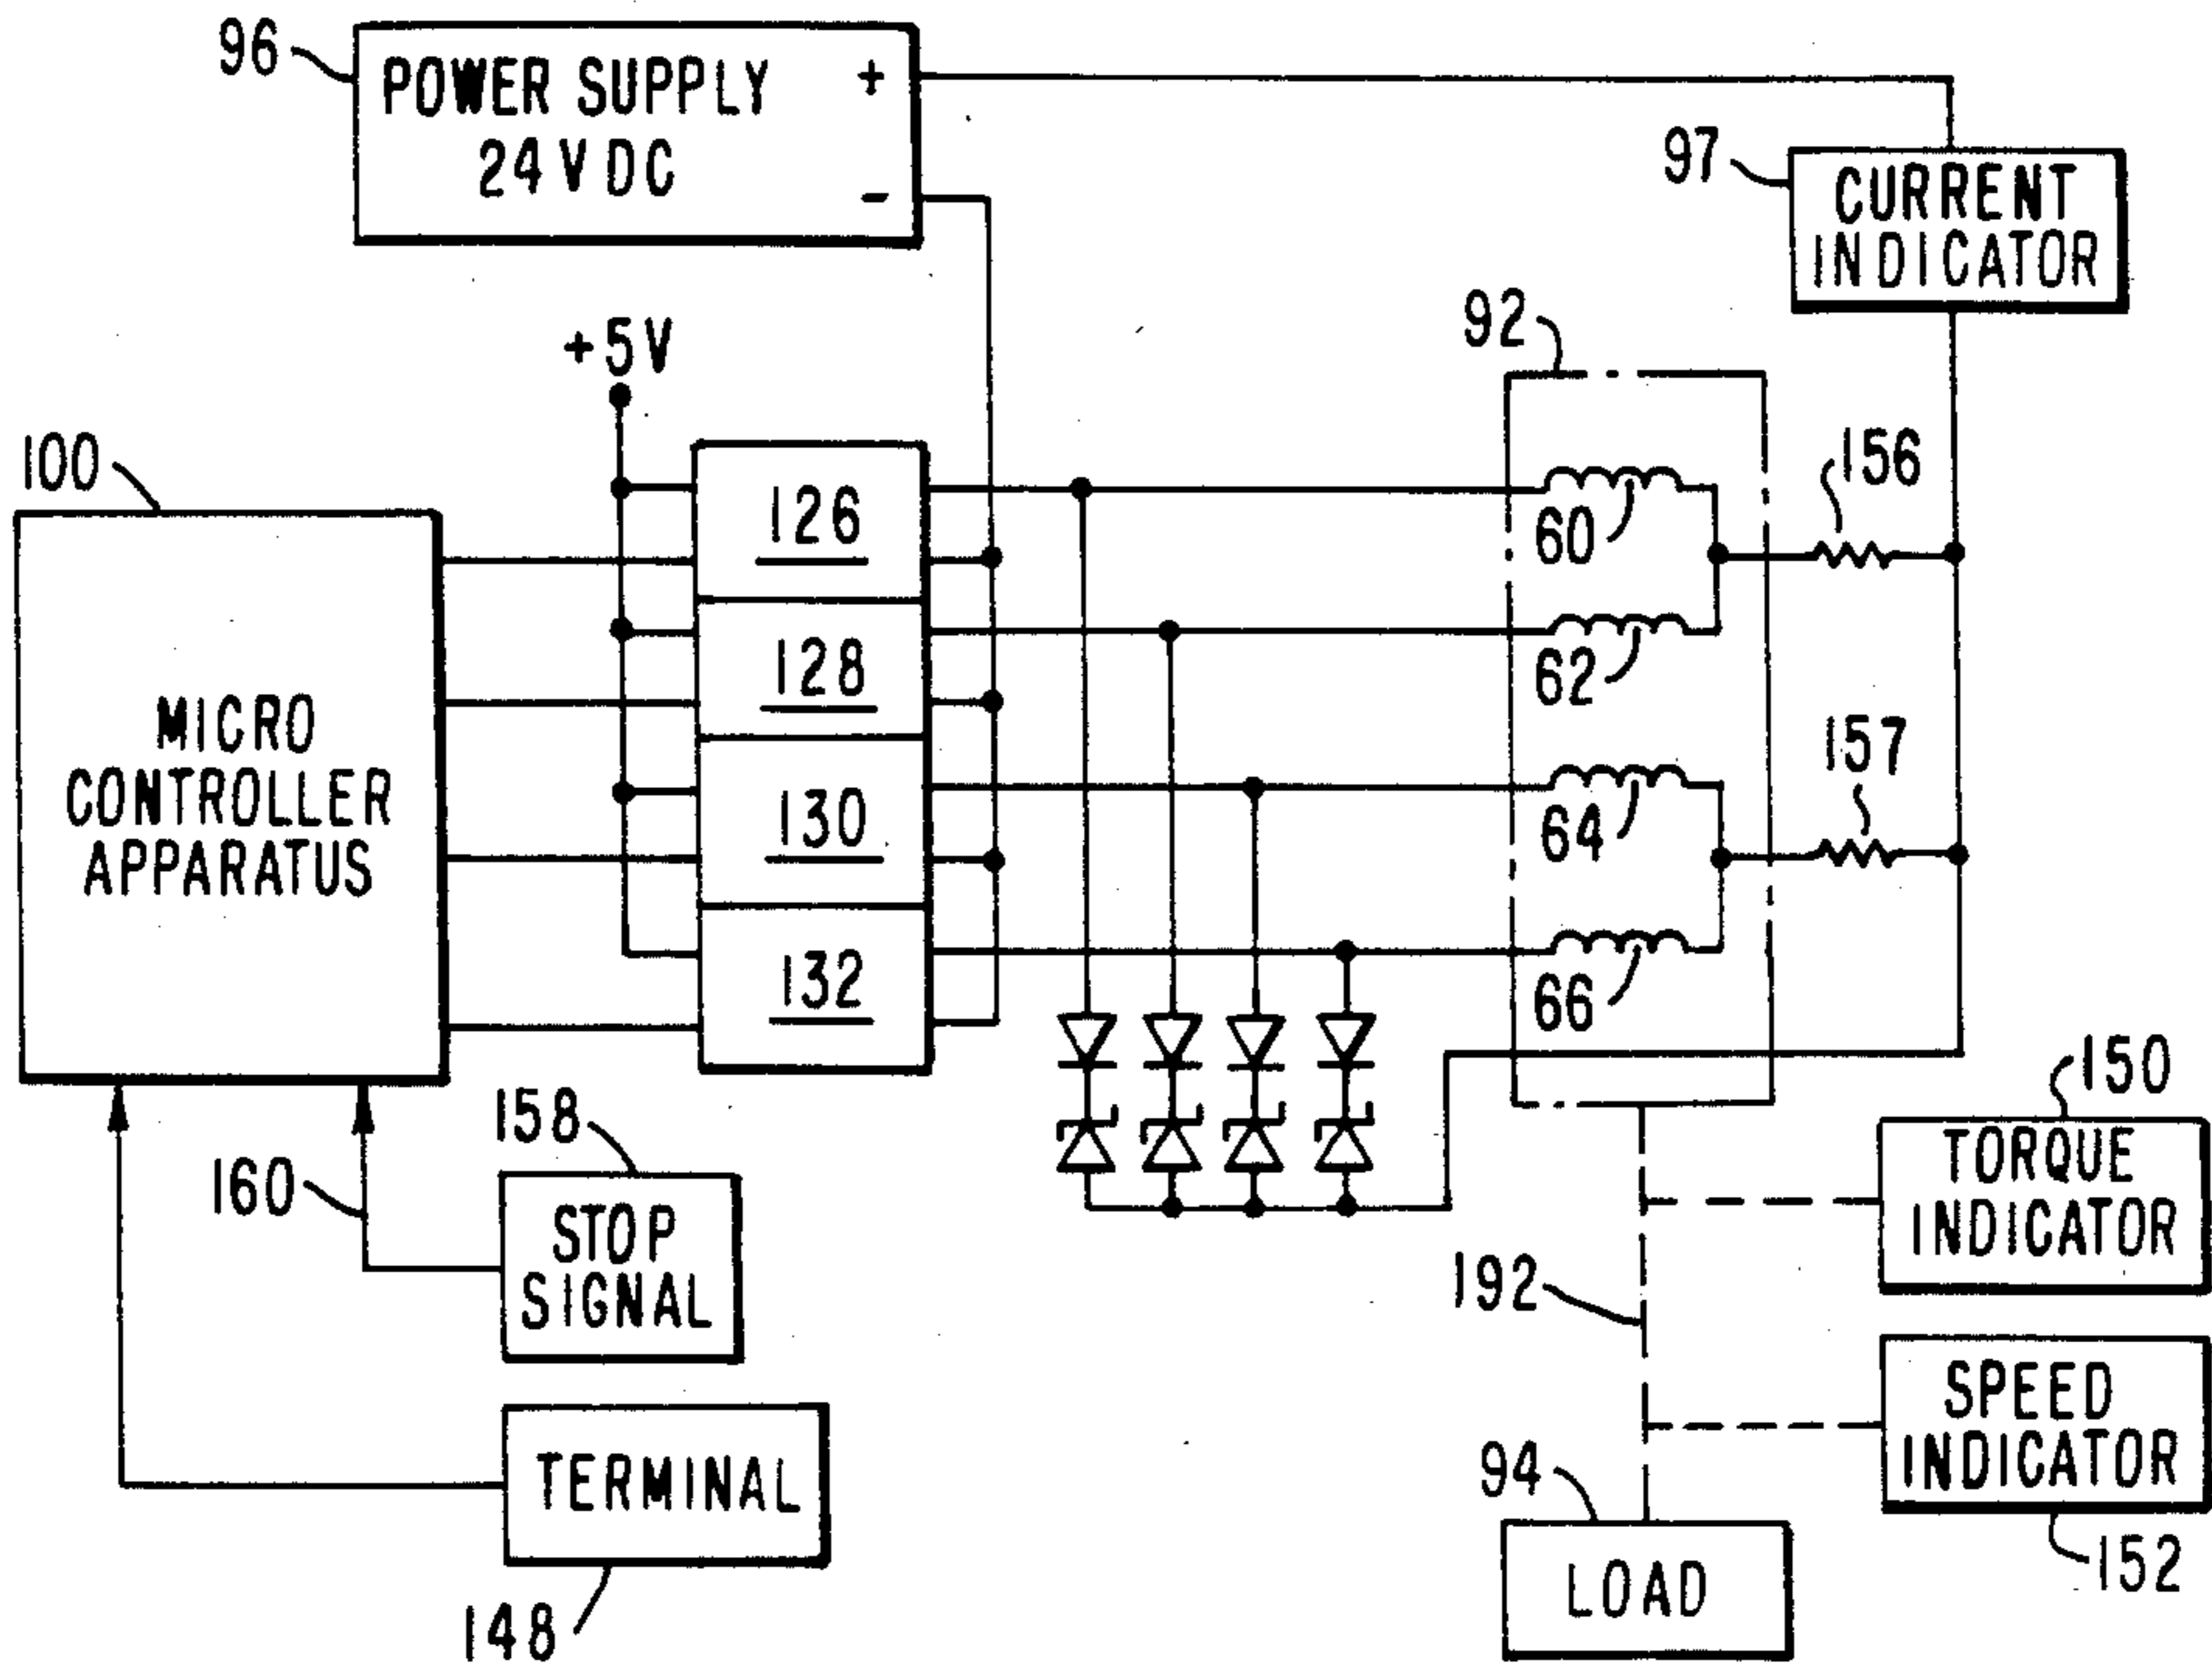 96
POWER SUPPLY +
24 V DC
-
97
CURRENT
INDICATOR
92
+5V
100
126
60
156
128
62
MICRO
CONTROLLER
APPARATUS
130
64
157
132
66
158
160
STOP
SIGNAL
150
TORQUE
INDICATOR
192
SPEED
INDICATOR
152
TERMINAL
148
94
LOAD